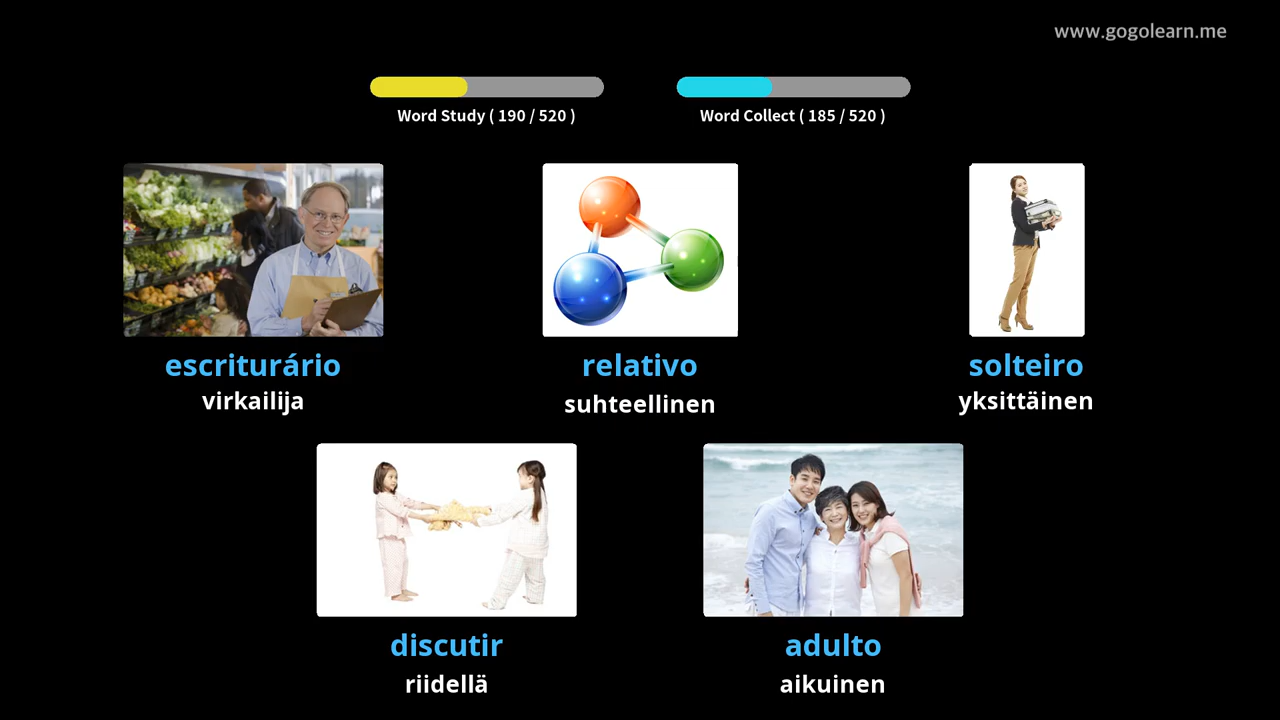 www.gogolearn.me
Word Study ( 190 / 520 )
Word Collect ( 185 / 520 )
escriturário
virkailija
relativo
suhteellinen
solteiro
yksittäinen
discutir
riidellä
adulto
aikuinen